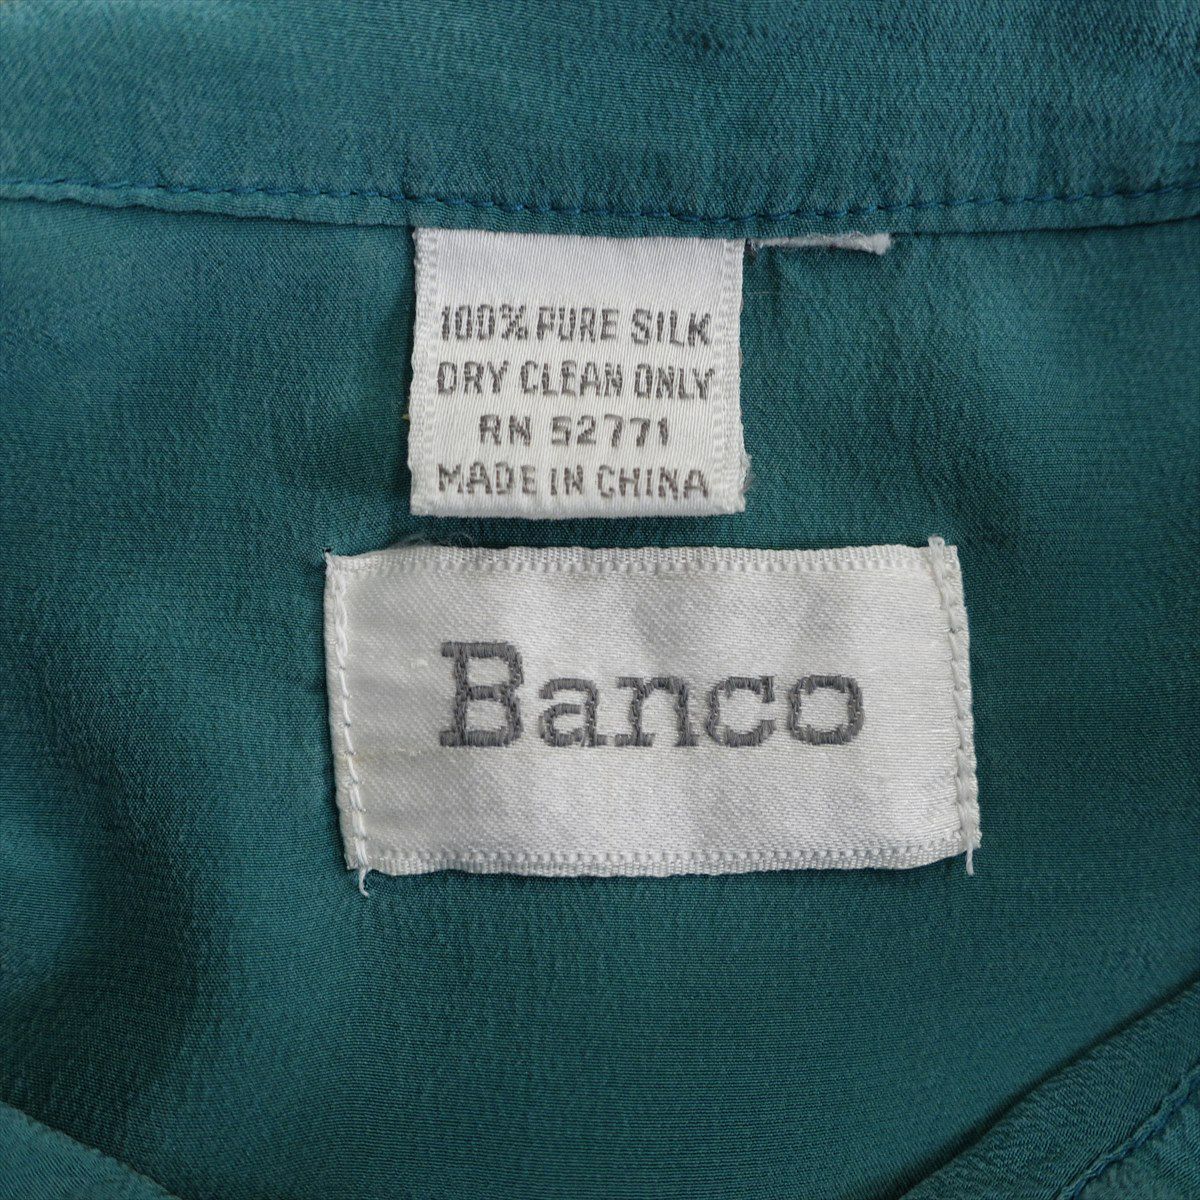 100% PURE SILK
DRY CLEAN ONLY
RN 52771
MADE IN CHINA
Banco